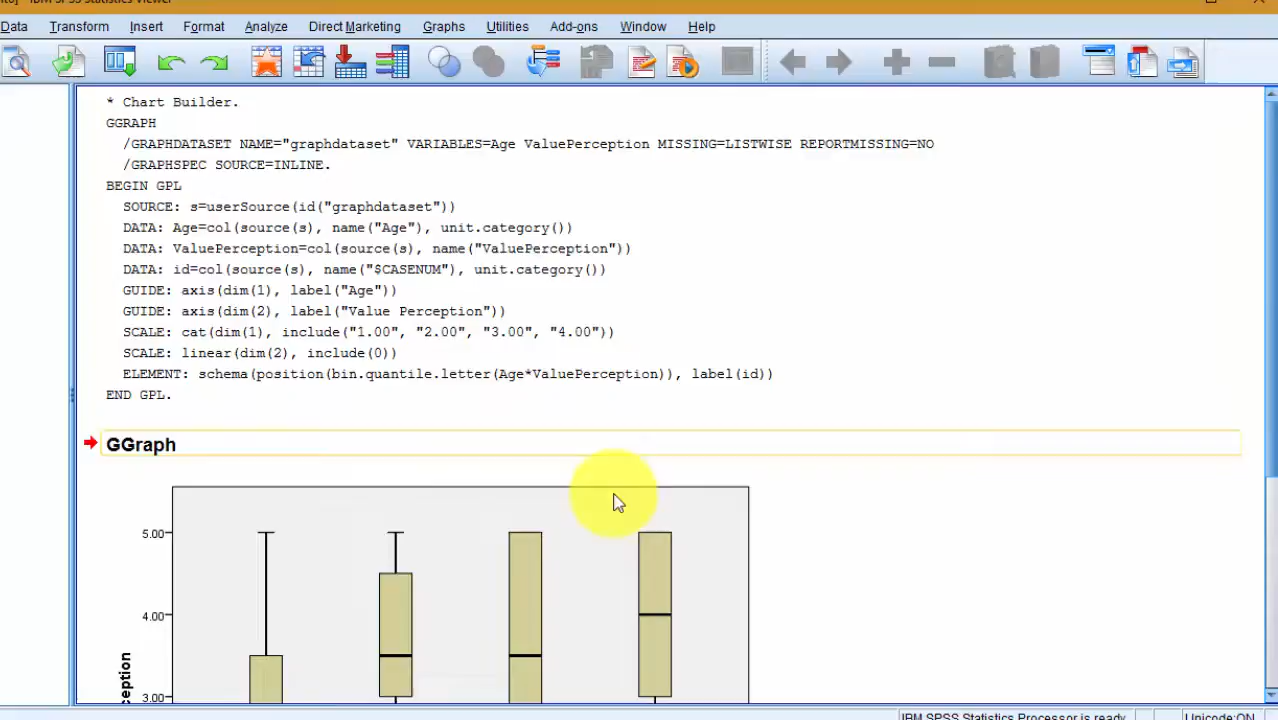 IBM SPSS Statistics Viewer
Data Transform Insert Format Analyze Direct Marketing Graphs Utilities Add-ons Window Help
* Chart Builder.
GGRAPH
/GRAPHDATASET NAME="graphdataset" VARIABLES=Age ValuePerception MISSING=LISTWISE REPORTMISSING=NO
/GRAPHSPEC SOURCE=INLINE.
BEGIN GPL
SOURCE: s=userSource(id("graphdataset"))
DATA: Age=col(source(s), name("Age"), unit.category())
DATA: ValuePerception=col(source(s), name("ValuePerception"))
DATA: id=col(source(s), name("$CASENUM"), unit.category())
GUIDE: axis(dim(1), label("Age"))
GUIDE: axis(dim(2), label("Value Perception"))
SCALE: cat(dim(1), include("1.00", "2.00", "3.00", "4.00"))
SCALE: linear(dim(2), include(0))
ELEMENT: schema(position(bin.quantile.letter(Age*ValuePerception)), label(id))
END GPL.
GGraph
5.00
4.00
3.00
ception
IBM SPSS Statistics Processor is ready
Unicode:ON